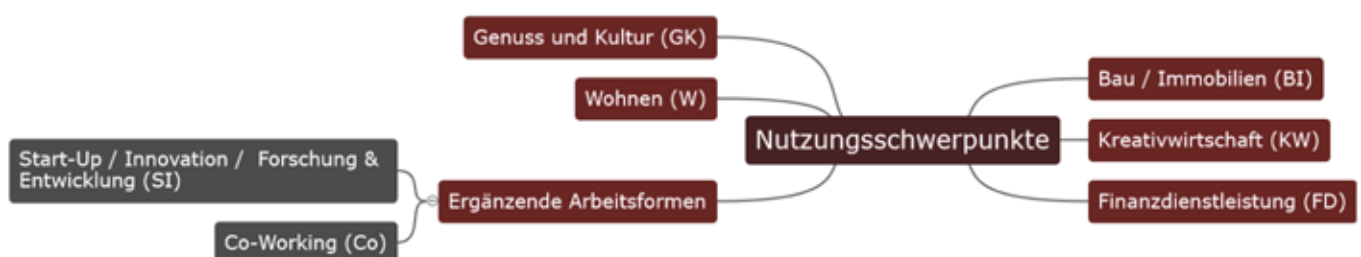 Genuss und Kultur (GK)
Wohnen (W)
Ergänzende Arbeitsformen
Start-Up / Innovation /  Forschung &
Entwicklung (SI)
Co-Working (Co)
Nutzungsschwerpunkte
Bau / Immobilien (BI)
Kreativwirtschaft (KW)
Finanzdienstleistung (FD)